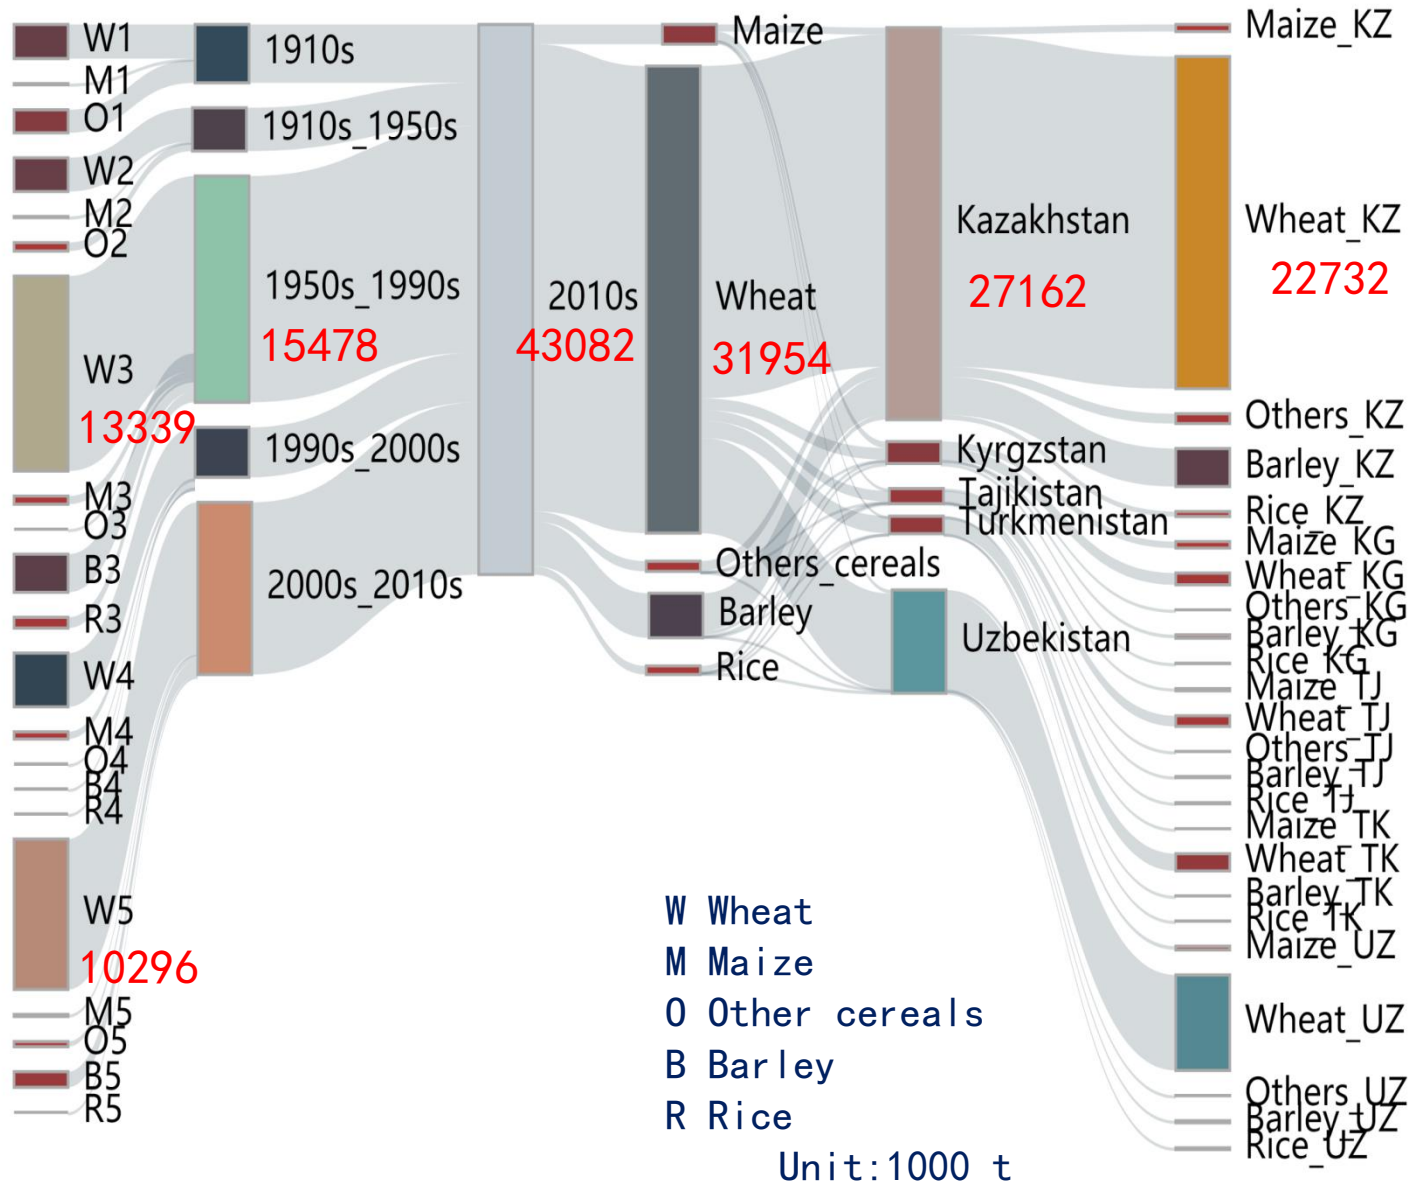 W1
M1
O1
W2
M2
O2
W3
13339
M3
O3
B3
R3
W4
M4
O4
B4
R4
W5
10296
M5
O5
B5
R5
1910s
1910s_1950s
1950s_1990s
15478
1990s_2000s
2000s_2010s
2010s
43082
Maize
Wheat
31954
Others_cereals
Barley
Rice
Kazakhstan
27162
Kyrgzstan
Tajikistan
Turkmenistan
Uzbekistan
Maize_KZ
Wheat_KZ
22732
Others_KZ
Barley_KZ
Rice_KZ
Maize_KG
Wheat_KG
Others_KG
Barley_KG
Rice_KG
Maize_TJ
Wheat_TJ
Others_TJ
Barley_TJ
Rice_TJ
Maize_TK
Wheat_TK
Barley_TK
Rice_TK
Maize_UZ
Wheat_UZ
Others_UZ
Barley_UZ
Rice_UZ
W Wheat
M Maize
O Other cereals
B Barley
R Rice
Unit:1000 t